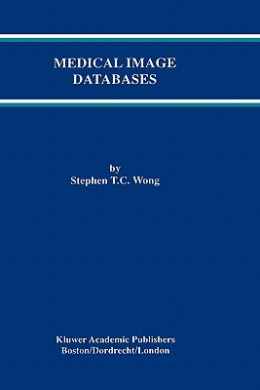 MEDICAL IMAGE
DATABASES
by
Stephen T.C. Wong
Kluwer Academic Publishers
Boston/Dordrecht/London